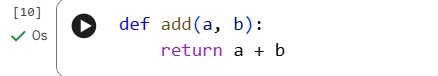 [10]
0s
def add(a, b):
    return a + b